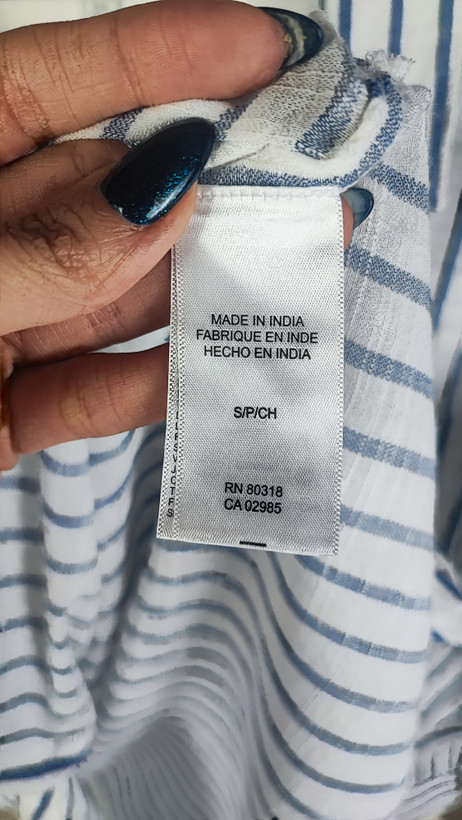 MADE IN INDIA
FABRIQUE EN INDE
HECHO EN INDIA
S/P/CH
RN 80318
CA 02985